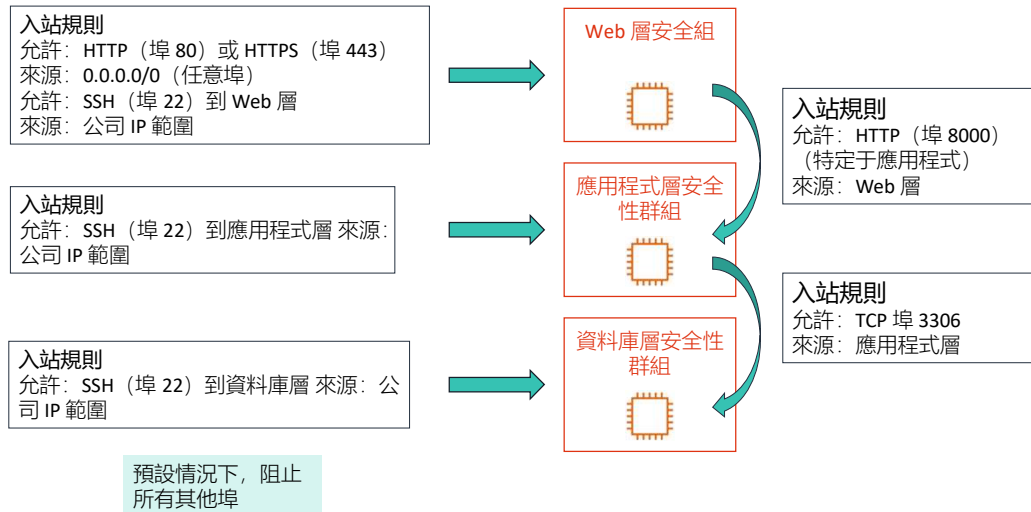 入站規則
允許：HTTP（埠 80）或 HTTPS（埠 443）
來源：0.0.0.0/0（任意埠）
允許：SSH（埠 22）到 Web 層
來源：公司 IP 範圍
Web 層安全組
入站規則
允許：HTTP（埠 8000）
（特定于應用程式）
來源：Web 層
入站規則
允許：SSH（埠 22）到應用程式層 來源：
公司 IP 範圍
應用程式層安全
性群組
入站規則
允許：TCP 埠 3306
來源：應用程式層
入站規則
允許：SSH（埠 22）到資料庫層 來源：公
司 IP 範圍
資料庫層安全性
群組
預設情況下，阻止
所有其他埠